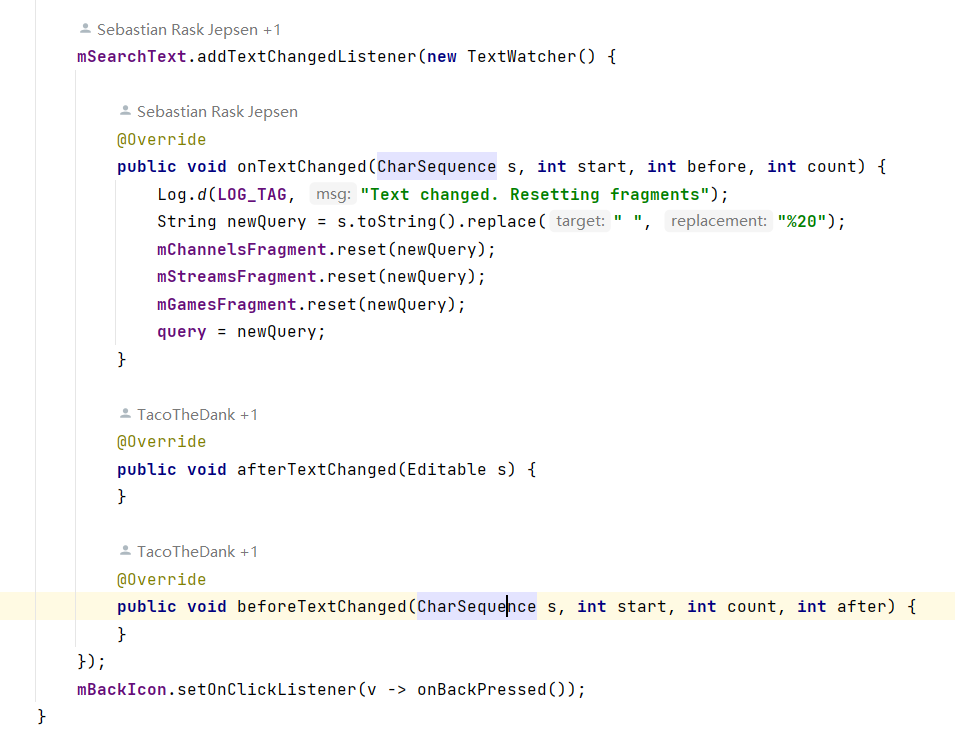 Sebastian Rask Jepsen +1
mSearchText.addTextChangedListener(new TextWatcher() {
Sebastian Rask Jepsen
@Override
public void onTextChanged(CharSequence s, int start, int before, int count) {
Log.d(LOG_TAG, msg: "Text changed. Resetting fragments");
String newQuery = s.toString().replace( target: " ", replacement: "%20");
mChannelsFragment.reset(newQuery);
mStreamsFragment.reset(newQuery);
mGamesFragment.reset(newQuery);
query = newQuery;
}
TacoTheDank +1
@Override
public void afterTextChanged(Editable s) {
}
TacoTheDank +1
@Override
public void beforeTextChanged(CharSequence s, int start, int count, int after) {
}
});
mBackIcon.setOnClickListener(v -> onBackPressed());
}